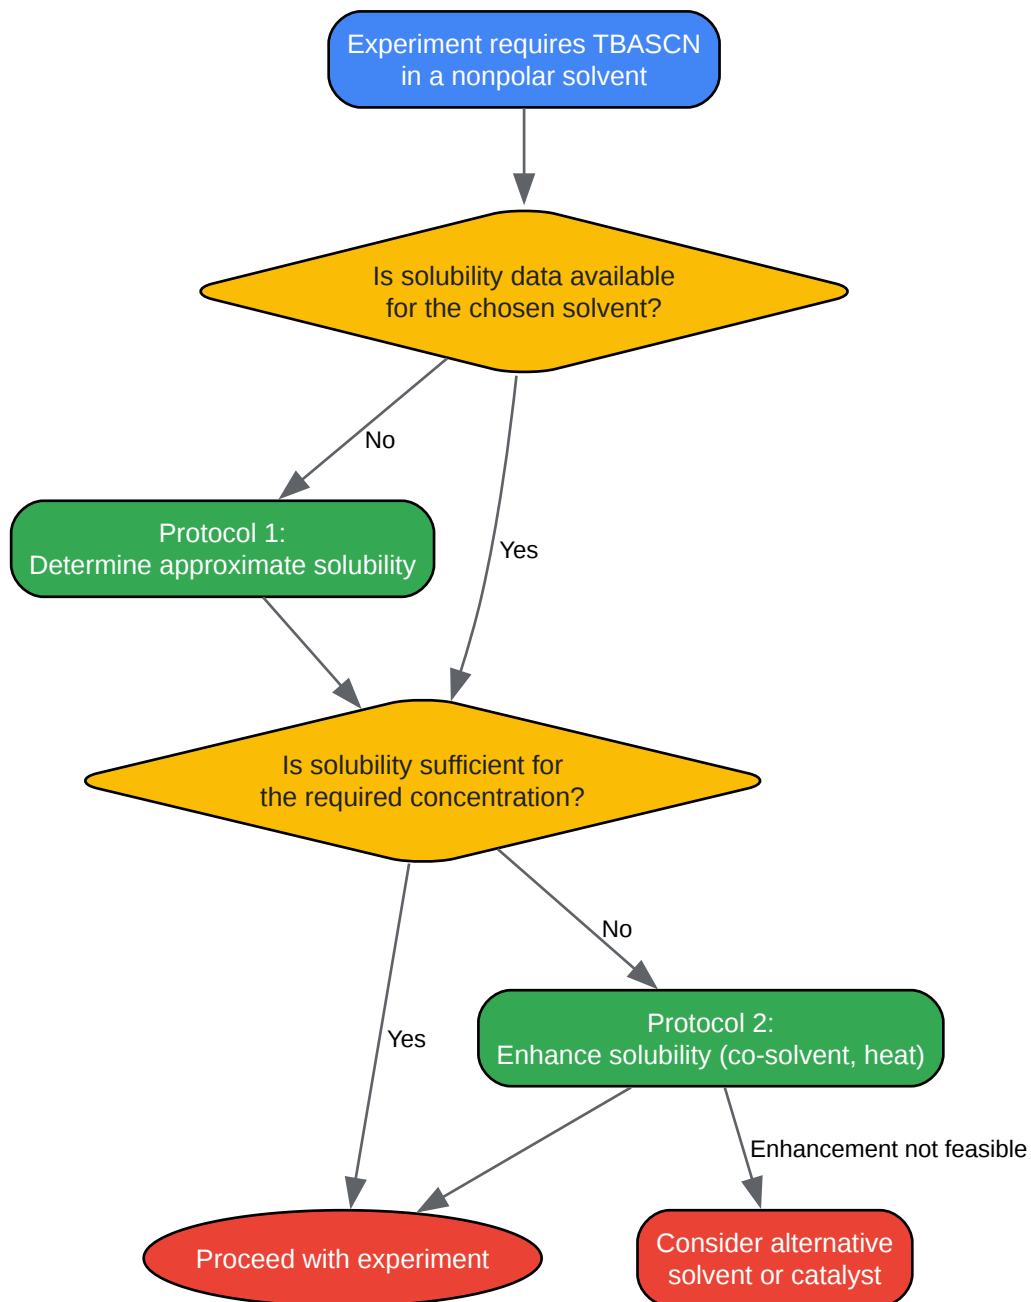 Experiment requires TBASCN
in a nonpolar solvent
Is solubility data available
for the chosen solvent?
No
Protocol 1:
Determine approximate solubility
Yes
Is solubility sufficient for
the required concentration?
No
Protocol 2:
Enhance solubility (co-solvent, heat)
Yes
Enhancement not feasible
Proceed with experiment
Consider alternative
solvent or catalyst